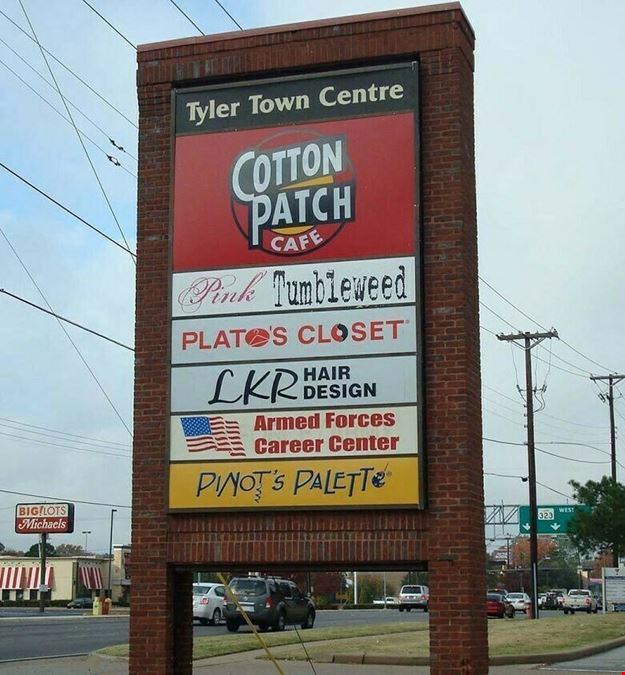 Tyler Town Centre
COTTON
PATCH
CAFE
Pink Tumbleweed
PLATO'S CLOSET
LKR HAIR
DESIGN
Armed Forces
Career Center
PINOT'S PALETTE
BIG LOTS
Michaels
323 WEST